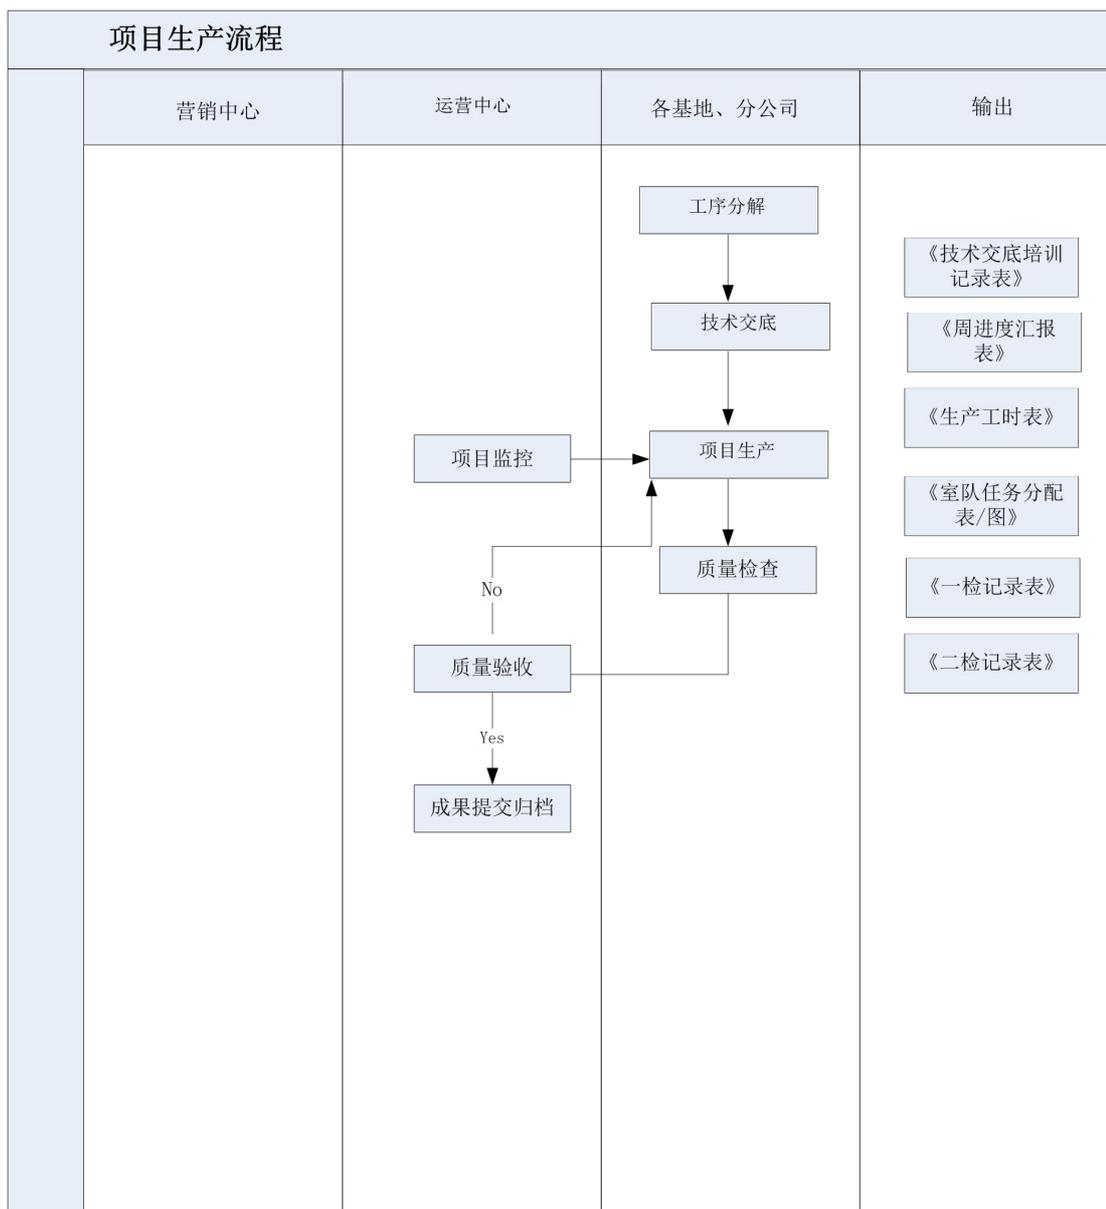 项目生产流程
营销中心
运营中心
各基地、分公司
输出
工序分解
《技术交底培训
记录表》
技术交底
《周进度汇报
表》
《生产工时表》
项目监控
项目生产
《室队任务分配
表/图》
质量检查
《一检记录表》
No
质量验收
《二检记录表》
Yes
成果提交归档